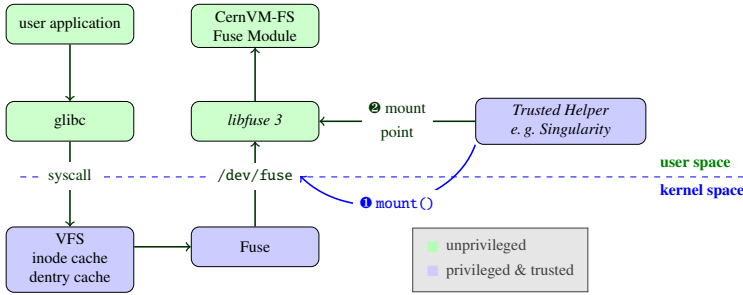 user application
CernVM-FS
Fuse Module
glibc
libfuse 3
❷ mount
point
Trusted Helper
e. g. Singularity
syscall
/dev/fuse
user space
kernel space
❶ mount()
VFS
inode cache
dentry cache
Fuse
unprivileged
privileged & trusted